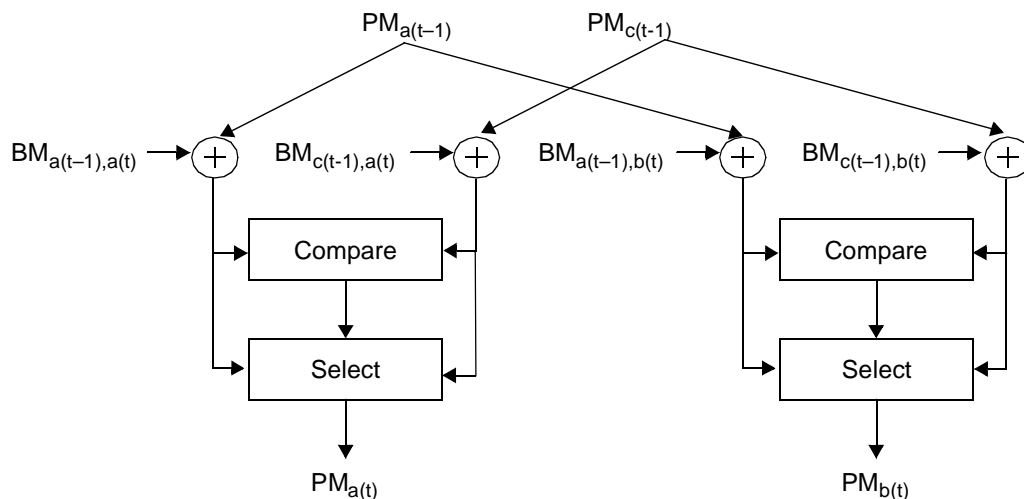 PMa(t–1) PMc(t-1)
BMa(t–1),a(t) + BMc(t-1),a(t) + BMa(t–1),b(t) + BMc(t–1),b(t) +
Compare Compare
Select Select
PMa(t) PMb(t)